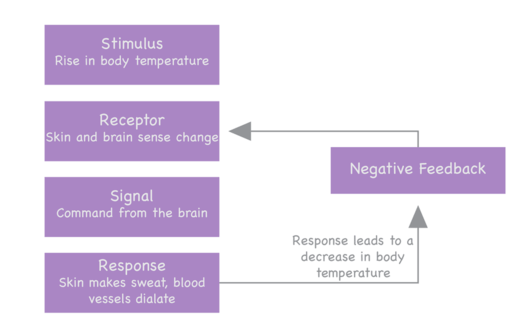 Stimulus
Rise in body temperature
Receptor
Skin and brain sense change
Negative Feedback
Signal
Command from the brain
Response leads to a
decrease in body
temperature
Response
Skin makes sweat, blood
vessels dialate